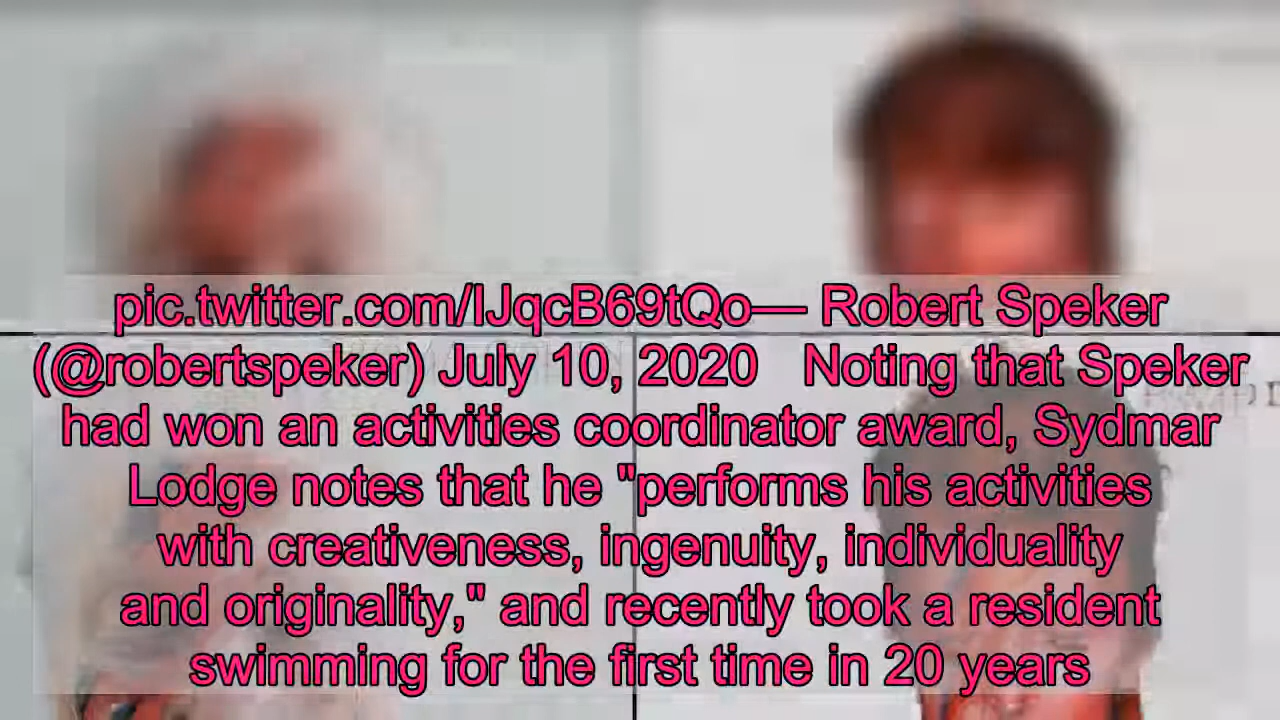 pic.twitter.com/IJqcB69tQo— Robert Speker
(@robertspeker) July 10, 2020 Noting that Speker
had won an activities coordinator award, Sydmar
Lodge notes that he "performs his activities
with creativeness, ingenuity, individuality
and originality," and recently took a resident
swimming for the first time in 20 years